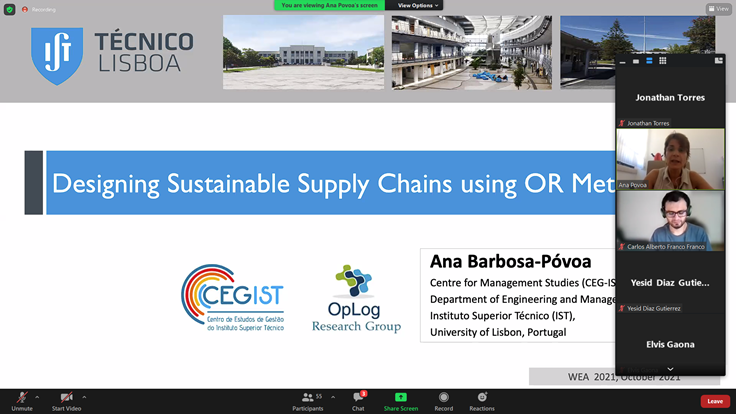 Recording
You are viewing Ana Povoa's screen
View Options
View
TÉCNICO
LISBOA
Designing Sustainable Supply Chains using OR Met
CEGIST
Centro de Estudos de Gestão
do Instituto Superior Técnico
OpLog
Research Group
Ana Barbosa-Póvoa
Centre for Management Studies (CEG-IS
Department of Engineering and Manage
Instituto Superior Técnico (IST),
University of Lisbon, Portugal
WEA 2021, October 2021
Jonathan Torres
Jonathan Torres
Ana Povoa
Carlos Alberto Franco Franco
Yesid Diaz Gutie...
Yesid Diaz Gutierrez
Elvis Gaona
Unmute
Start Video
Participants
55
Chat
Share Screen
Record
Reactions
Leave